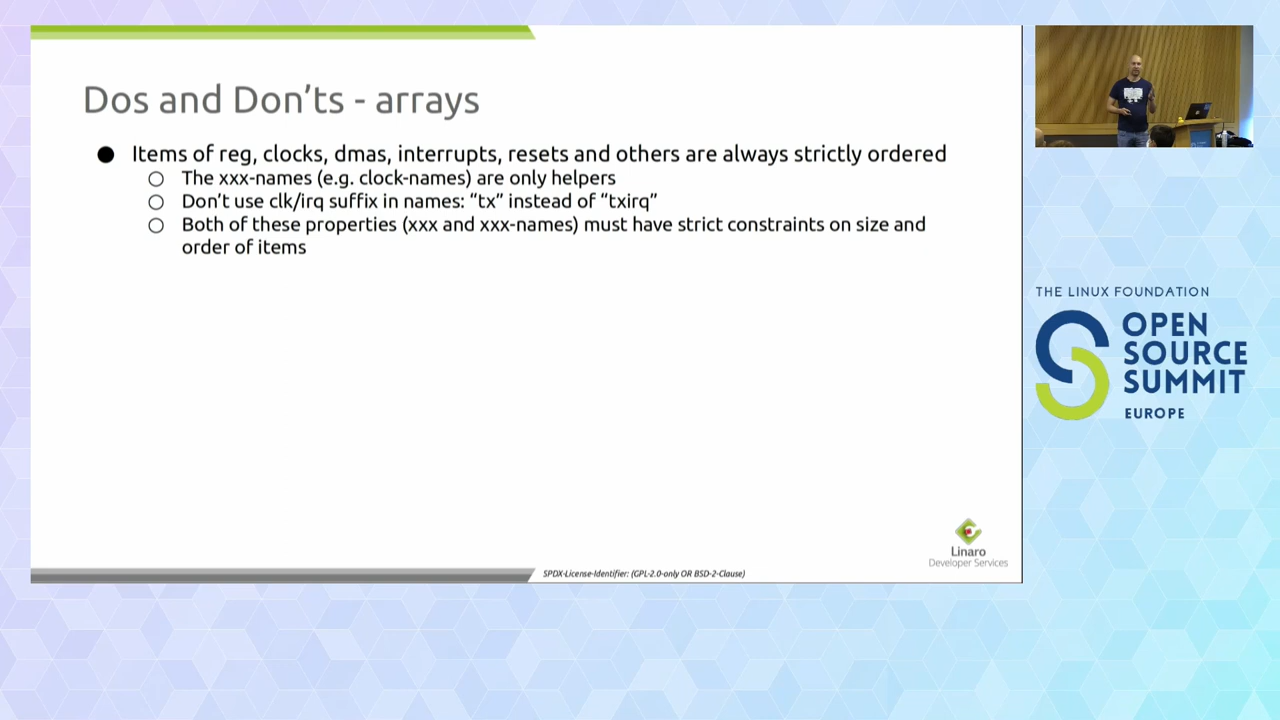 Dos and Don'ts - arrays
● Items of reg, clocks, dmas, interrupts, resets and others are always strictly ordered
○ The xxx-names (e.g. clock-names) are only helpers
○ Don't use clk/irq suffix in names: “tx” instead of “txirq”
○ Both of these properties (xxx and xxx-names) must have strict constraints on size and
order of items
Linaro
Developer Services
SPDX-License-Identifier: (GPL-2.0-only OR BSD-2-Clause)
THE LINUX FOUNDATION
OPEN
SOURCE
SUMMIT
EUROPE